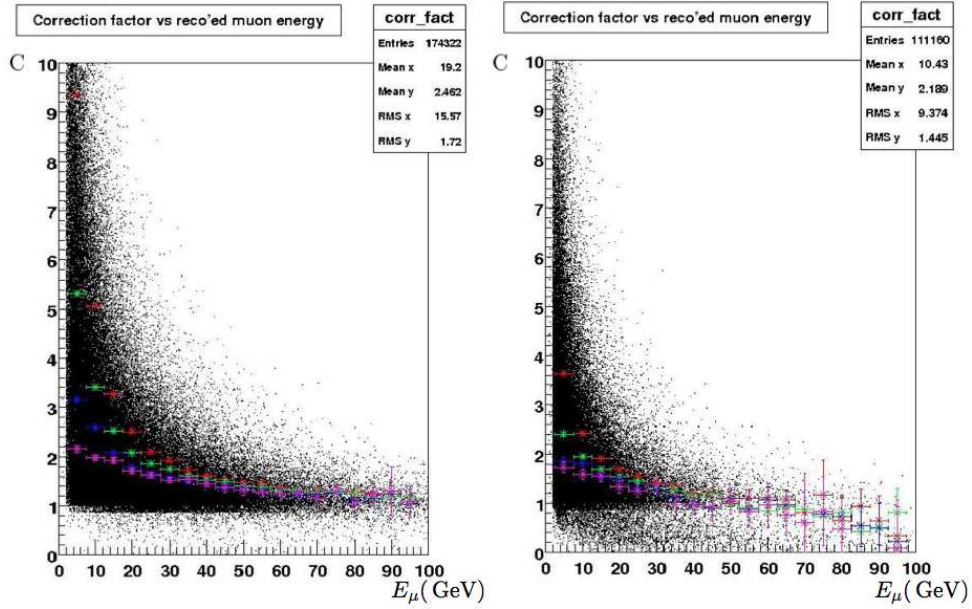 Correction factor vs reco'ed muon energy
corr_fact
Entries 174322
Mean x 19.2
Mean y 2.462
RMS x 15.57
RMS y 1.72
C
10
9
8
7
6
5
4
3
2
1
0
0 10 20 30 40 50 60 70 80 90 100
E_μ( GeV)
Correction factor vs reco'ed muon energy
corr_fact
Entries 111160
Mean x 10.43
Mean y 2.189
RMS x 9.374
RMS y 1.445
C
10
9
8
7
6
5
4
3
2
1
0
0 10 20 30 40 50 60 70 80 90 100
E_μ( GeV)